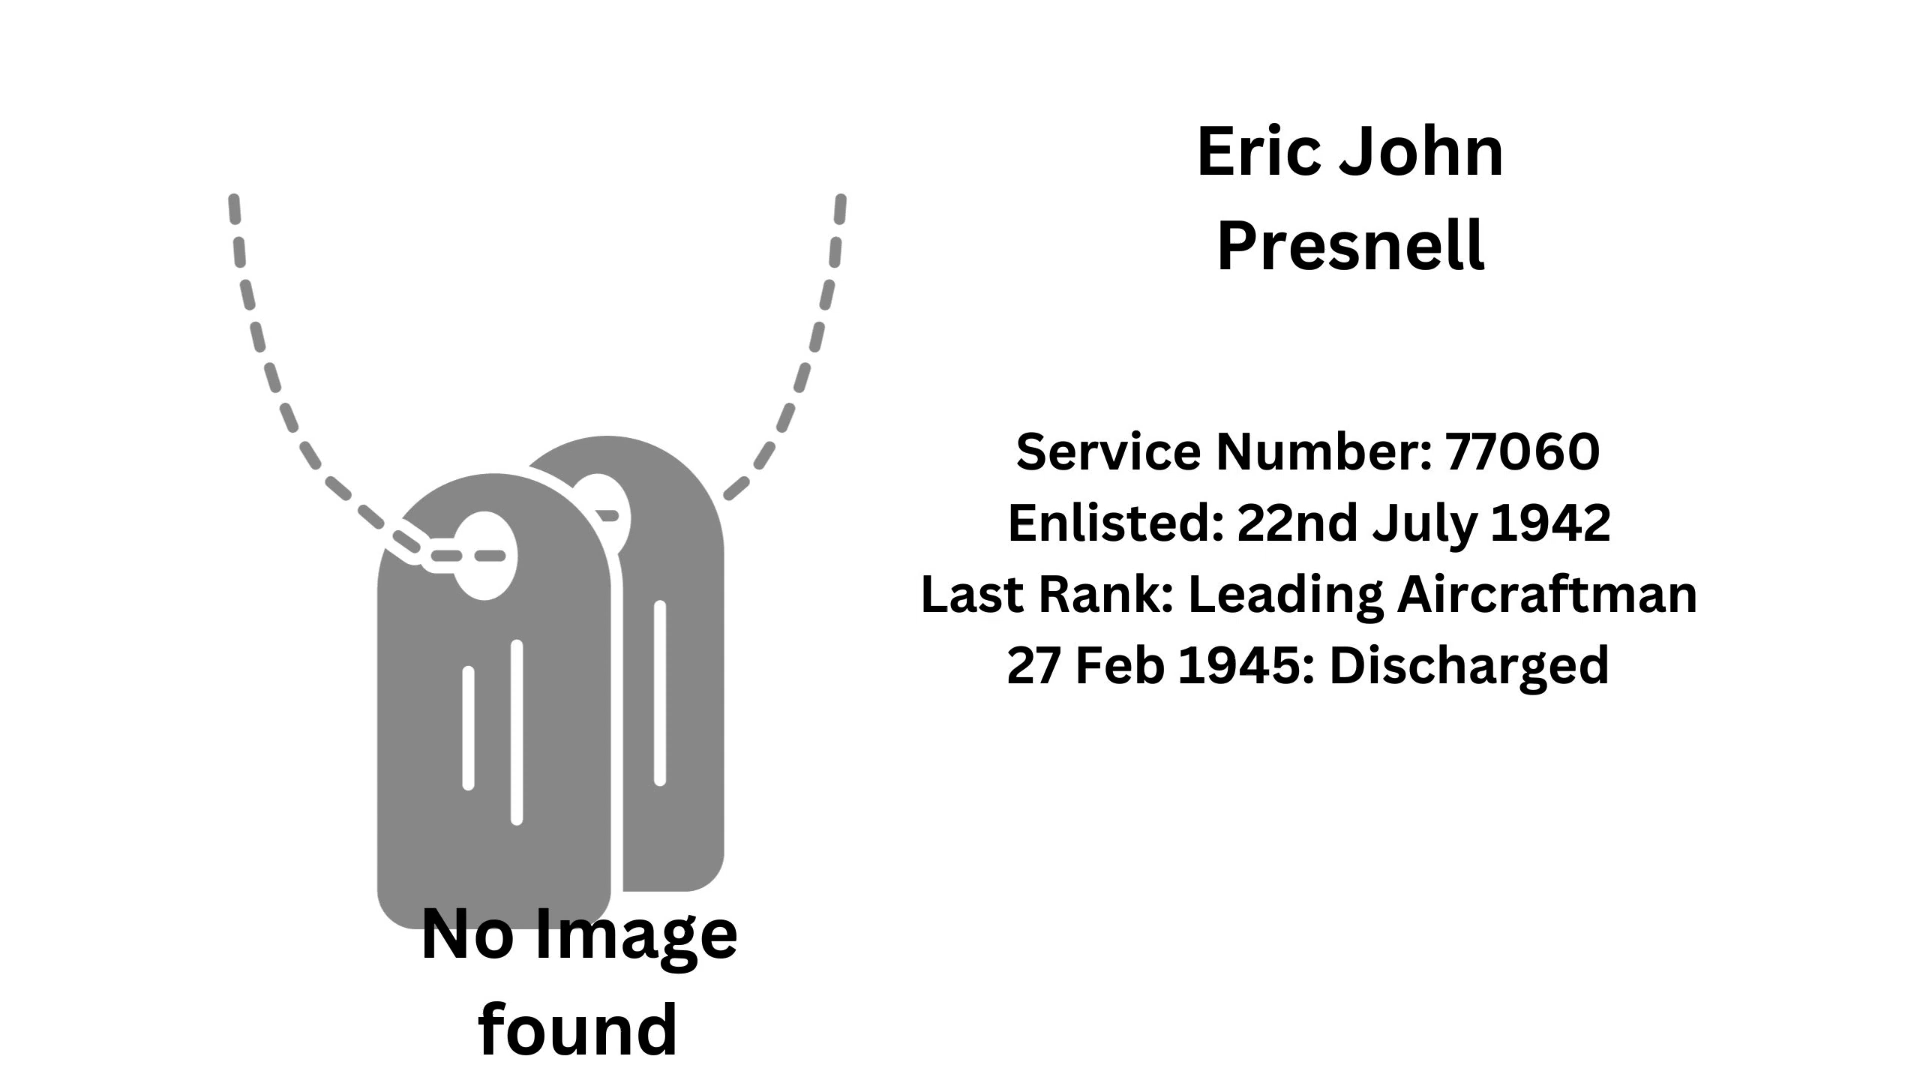 Eric John
Presnell
Service Number: 77060
Enlisted: 22nd July 1942
Last Rank: Leading Aircraftman
27 Feb 1945: Discharged
No Image
found